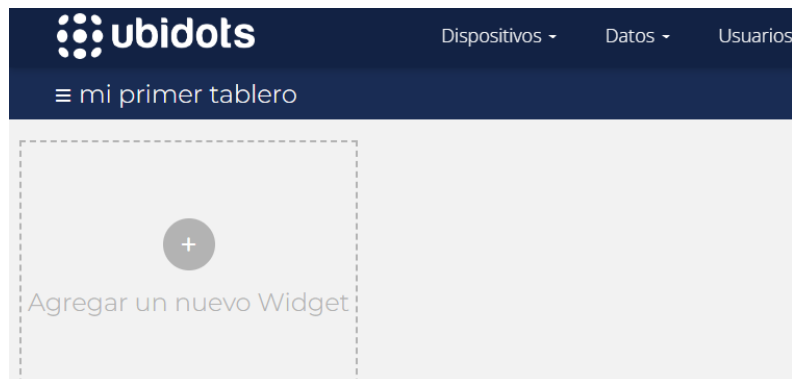 ubidots Dispositivos Datos Usuarios
≡ mi primer tablero
+
Agregar un nuevo Widget